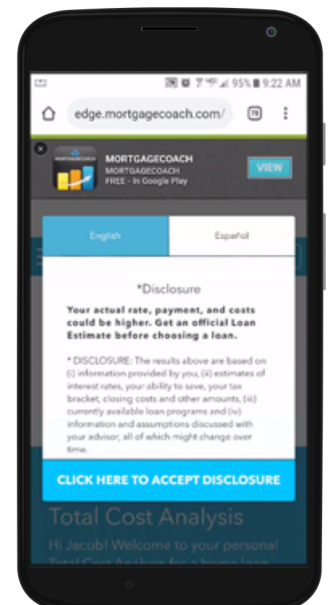 95% 9:22 AM
edge.mortgagecoach.com/
MORTGAGECOACH
MORTGAGECOACH
FREE - In Google Play
VIEW
English
Español
*Disclosure
Your actual rate, payment, and costs
could be higher. Get an official Loan
Estimate before choosing a loan.
* DISCLOSURE: The results above are based on
(i) information provided by you, (ii) estimates of
interest rates, your ability to save, your tax
bracket, closing costs and other amounts, (iii)
currently available loan programs and (iv)
information and assumptions discussed with
your advisor, all of which might change over
time.
CLICK HERE TO ACCEPT DISCLOSURE
Total Cost Analysis
Hi Jacob! Welcome to your personal
Total Cost Analysis for a home loan